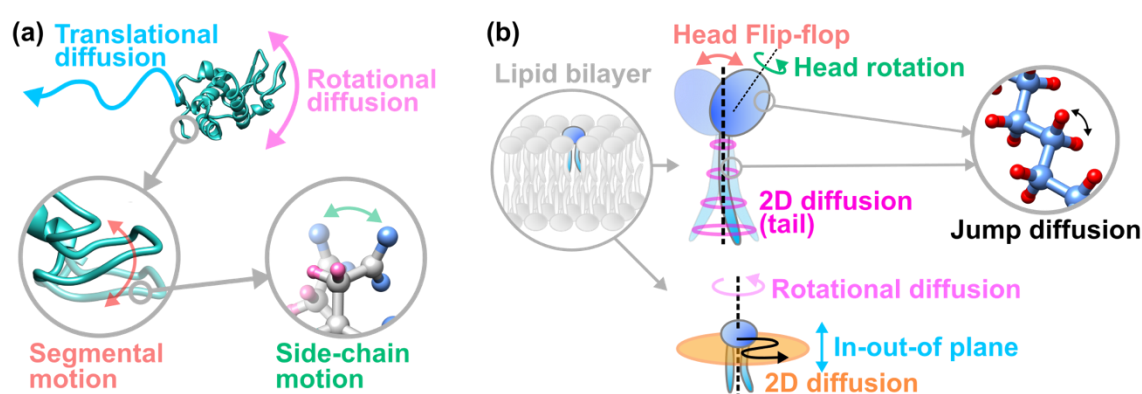 (a)
Translational
diffusion
Rotational
diffusion
Segmental
motion
Side-chain
motion
(b)
Lipid bilayer
Head Flip-flop
Head rotation
2D diffusion
(tail)
Jump diffusion
Rotational diffusion
In-out-of plane
2D diffusion